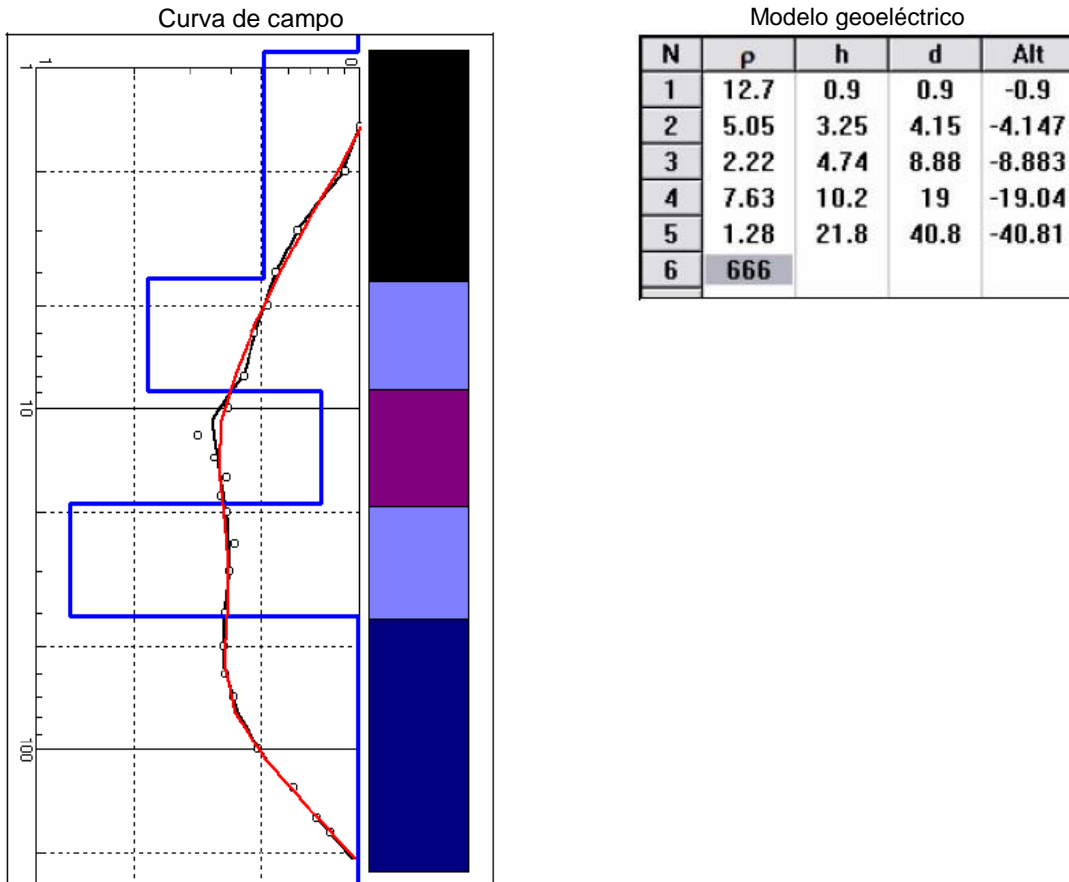 Curva de campo
Modelo geoeléctrico
1
1
0
10
100
N ρ h d Alt
1 12.7 0.9 0.9 -0.9
2 5.05 3.25 4.15 -4.147
3 2.22 4.74 8.88 -8.883
4 7.63 10.2 19 -19.04
5 1.28 21.8 40.8 -40.81
6 666